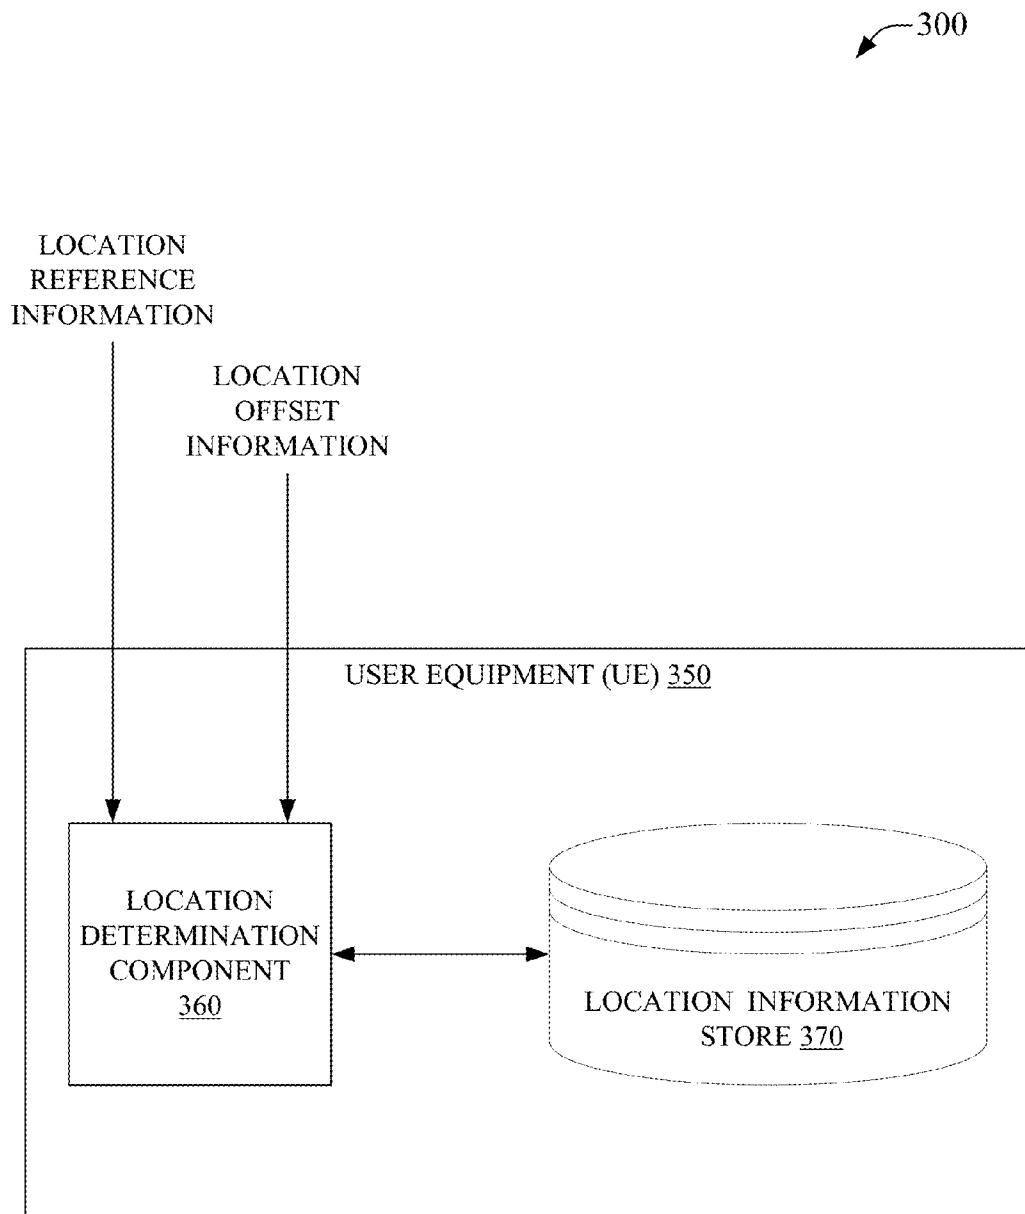 300
LOCATION
REFERENCE
INFORMATION
LOCATION
OFFSET
INFORMATION
USER EQUIPMENT (UE) 350
LOCATION
DETERMINATION
COMPONENT
360
LOCATION INFORMATION
STORE 370